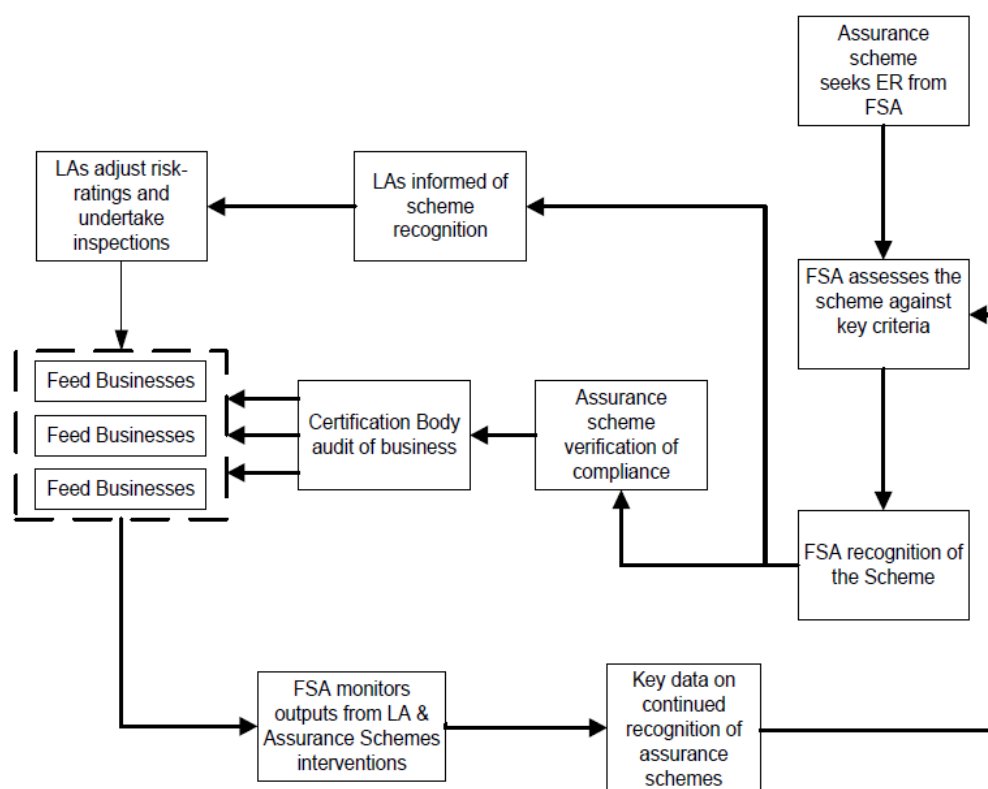 Assurance
scheme
seeks ER from
FSA
LAs adjust risk-
ratings and
undertake
inspections
LAs informed of
scheme
recognition
FSA assesses the
scheme against
key criteria
Feed Businesses
Feed Businesses
Feed Businesses
Certification Body
audit of business
Assurance
scheme
verification of
compliance
FSA recognition of
the Scheme
FSA monitors
outputs from LA &
Assurance Schemes
interventions
Key data on
continued
recognition of
assurance
schemes